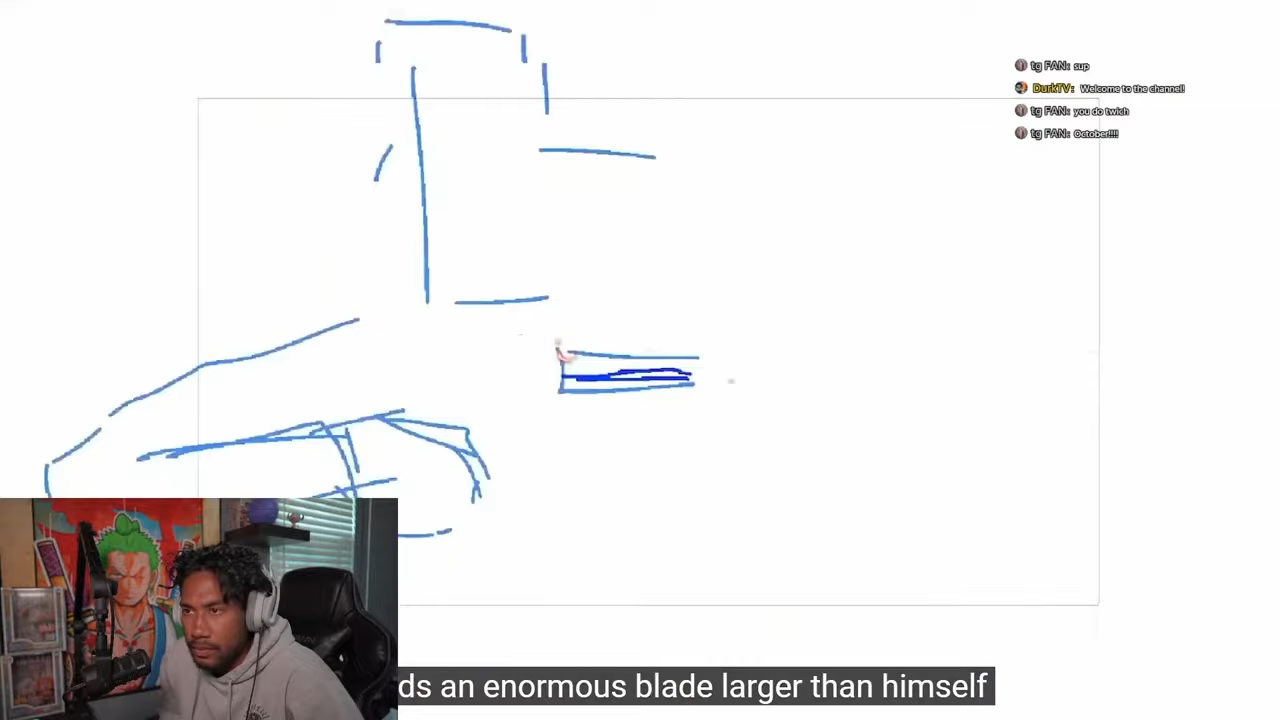 tg FAN: sup
DurkTV: Welcome to the channel!
tg FAN: you do twich
tg FAN: October!!!!
ds an enormous blade larger than himself